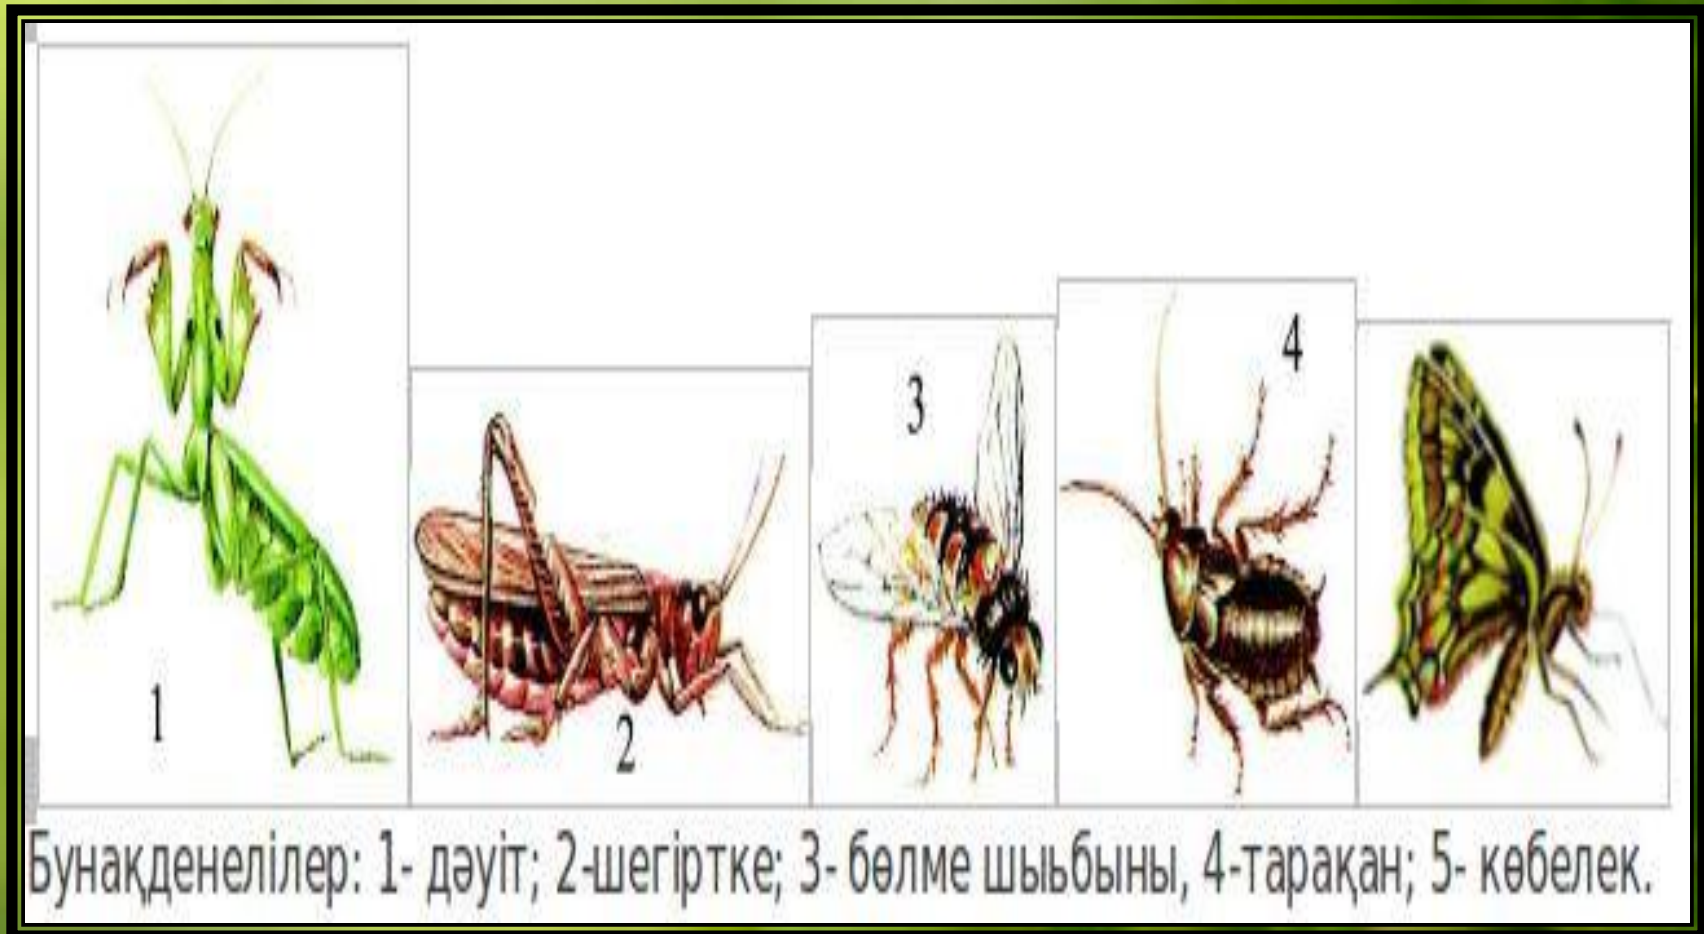 4
3
1
2
Бунақденелілер: 1- дәуіт; 2-шегіртке; 3- бөлме шыьбыны, 4-тарақан; 5- көбелек.